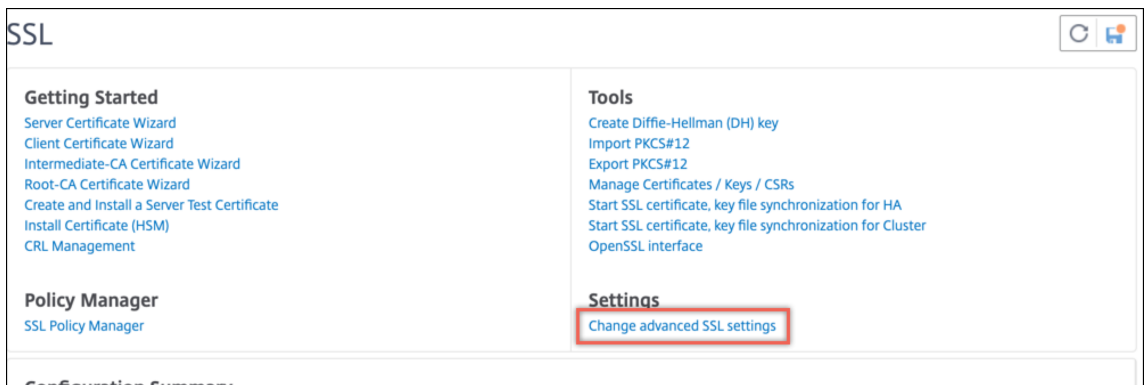 SSL
Getting Started
Server Certificate Wizard
Client Certificate Wizard
Intermediate-CA Certificate Wizard
Root-CA Certificate Wizard
Create and Install a Server Test Certificate
Install Certificate (HSM)
CRL Management
Tools
Create Diffie-Hellman (DH) key
Import PKCS#12
Export PKCS#12
Manage Certificates / Keys / CSRs
Start SSL certificate, key file synchronization for HA
Start SSL certificate, key file synchronization for Cluster
OpenSSL interface
Policy Manager
SSL Policy Manager
Settings
Change advanced SSL settings
Configuration Summary